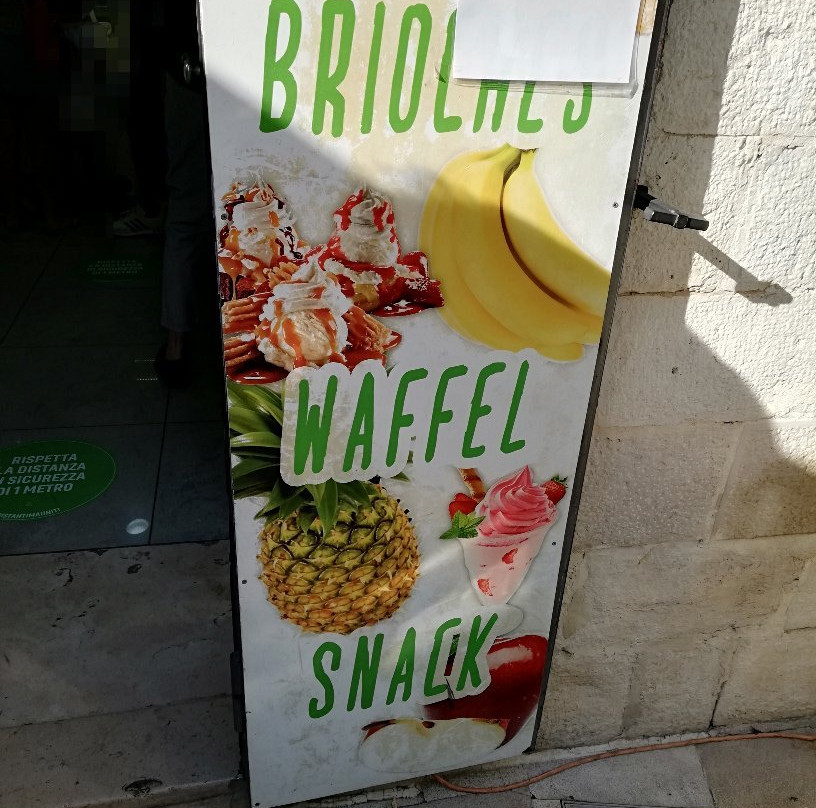 BRIOCHES
WAFFEL
SNACK
RISPETTA
LA DISTANZA
DI SICUREZZA
DI 1 METRO